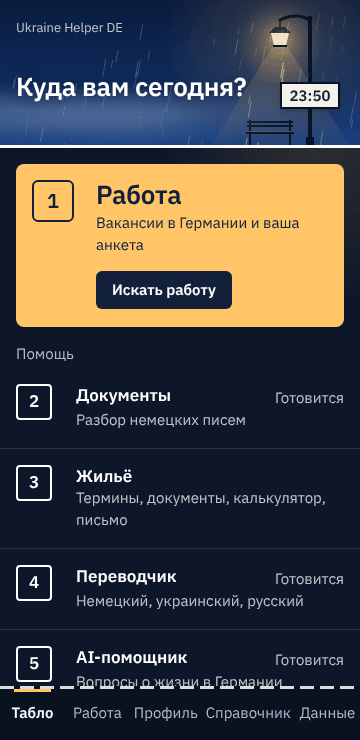 Ukraine Helper DE
Куда вам сегодня?
23:50
1
Работа
Вакансии в Германии и ваша
анкета
Искать работу
Помощь
2
Документы
Готовится
Разбор немецких писем
3
Жильё
Термины, документы, калькулятор,
письмо
4
Переводчик
Готовится
Немецкий, украинский, русский
5
AI-помощник
Готовится
Вопросы о жизни в Германии
Табло Работа Профиль Справочник Данные